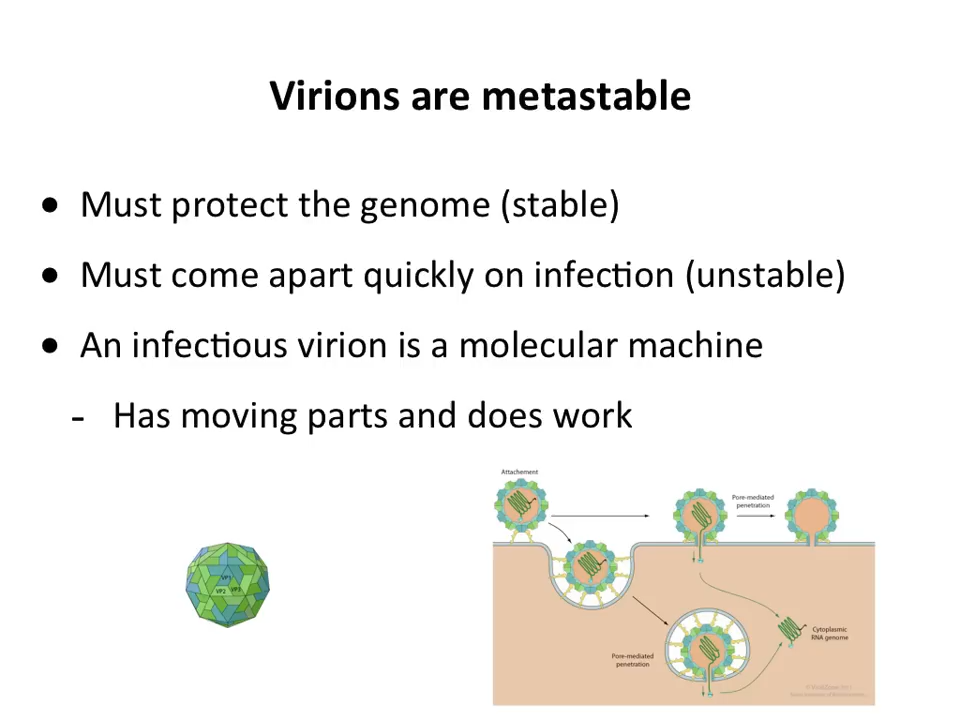 Virions are metastable
• Must protect the genome (stable)
• Must come apart quickly on infection (unstable)
• An infectious virion is a molecular machine
- Has moving parts and does work
Attachement
Pore-mediated
penetration
VP1
VP2 VP3
Cytoplasmic
RNA genome
Pore-mediated
penetration